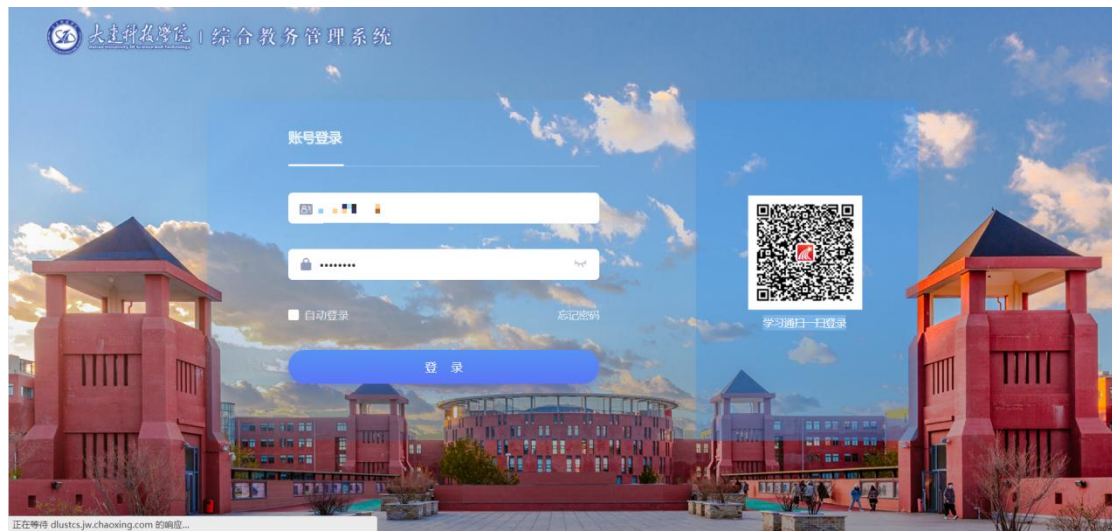 大连科技学院 | 综合教务管理系统
账号登录
••••••••
自动登录
忘记密码
学习通扫一扫登录
登 录
正在等待 dlustcs.jw.chaoxing.com 的响应...